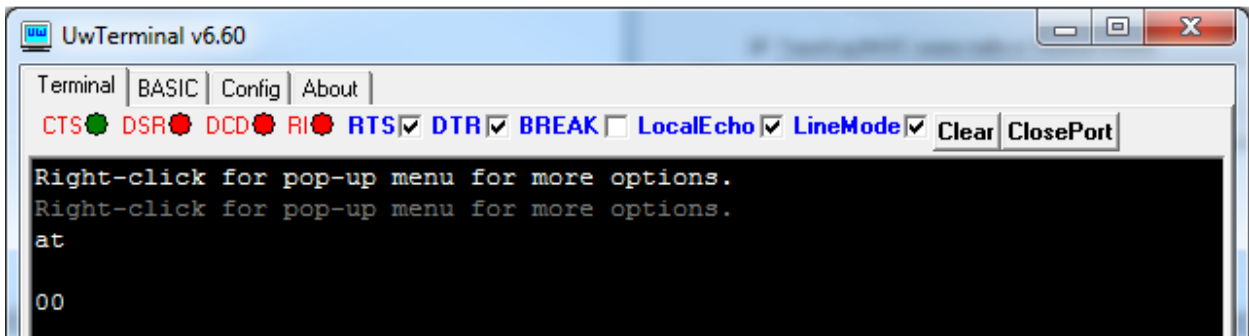 UwTerminal v6.60
Terminal BASIC Config About
CTS DSR DCD RI RTS DTR BREAK LocalEcho LineMode Clear ClosePort
Right-click for pop-up menu for more options.
Right-click for pop-up menu for more options.
at
00